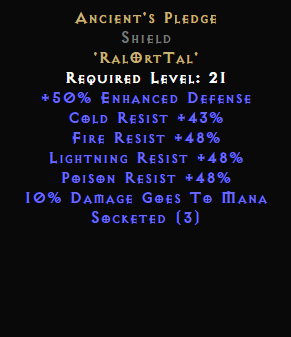 Ancient's Pledge
Shield
'RalOrtTal'
Required Level: 21
+50% Enhanced Defense
Cold Resist +43%
Fire Resist +48%
Lightning Resist +48%
Poison Resist +48%
10% Damage Goes To Mana
Socketed (3)